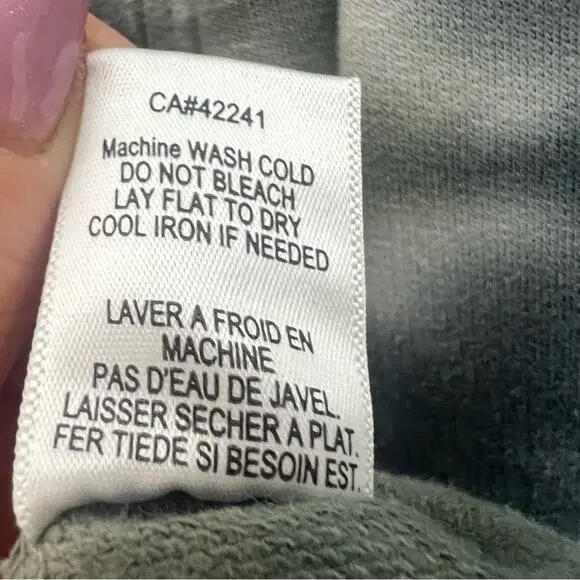 CA#42241
Machine WASH COLD
DO NOT BLEACH
LAY FLAT TO DRY
COOL IRON IF NEEDED
LAVER A FROID EN
MACHINE
PAS D'EAU DE JAVEL.
LAISSER SECHER A PLAT.
FER TIEDE SI BESOIN EST.